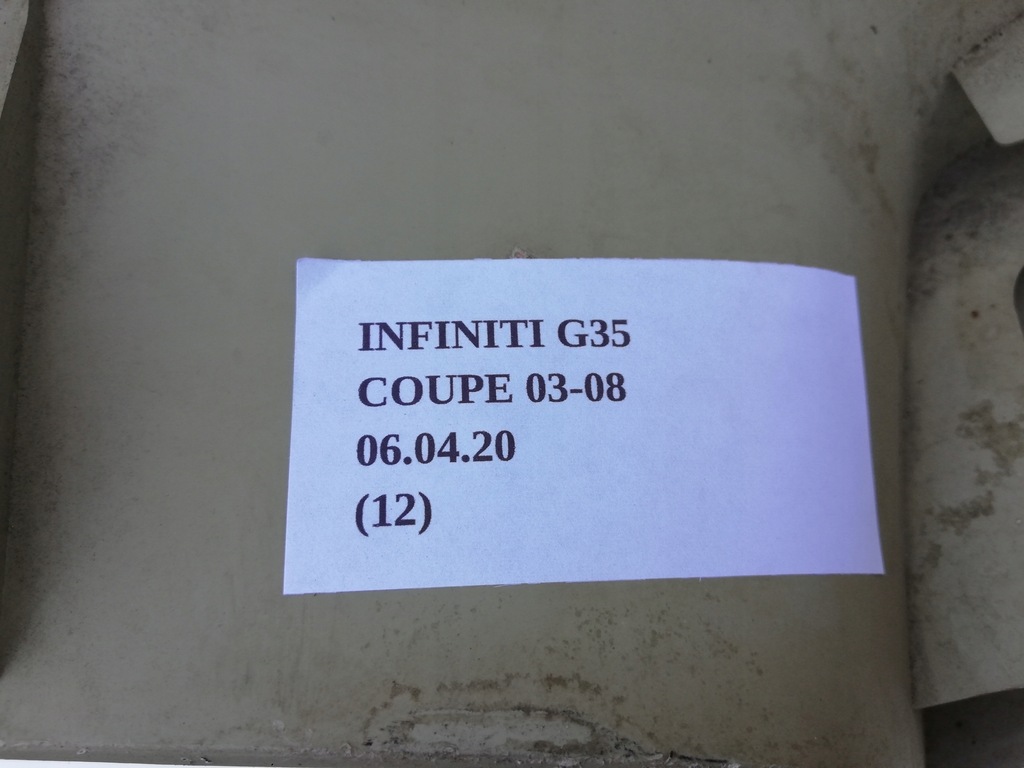 INFINITI G35
COUPE 03-08
06.04.20
(12)